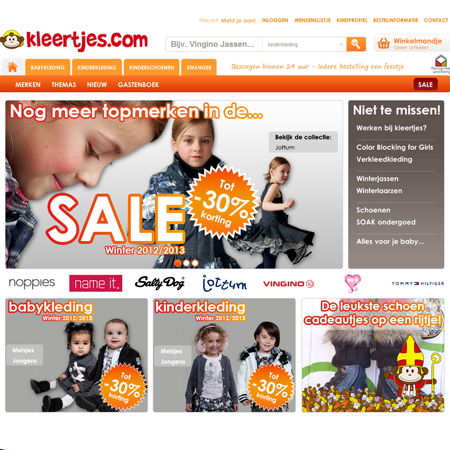 Nieuw! Meld je aan! INLOGGEN WENSENLIJSTJE KINDPROFIEL BESTELINFORMATIE CONTACT
kleertjes.com
Bijv. Vingino Jassen...
kinderkleding
Winkelmandje
Geen artikelen
BABYKLEDING KINDERKLEDING KINDERSCHOENEN ZWANGER
Bezorgen binnen 24 uur - Iedere bestelling een feestje
MERKEN THEMAS NIEUW GASTENBOEK SALE
Nog meer topmerken in de...
Bekijk de collectie:
Jottum
SALE
Winter 2012/2013
Tot
-30%
korting
Niet te missen!
Werken bij kleertjes?
Color Blocking for Girls
Verkleedkleding
Winterjassen
Winterlaarzen
Schoenen
SOAK ondergoed
Alles voor je baby...
noppies name it. Salty Dog jottum VINGINO TOMMY HILFIGER
babykleding
Winter 2012/2013
Meisjes
Jongens
Tot
-30%
korting
kinderkleding
Winter 2012/2013
Meisjes
Jongens
Tot
-30%
korting
De leukste schoen
cadeautjes op een rijtje!